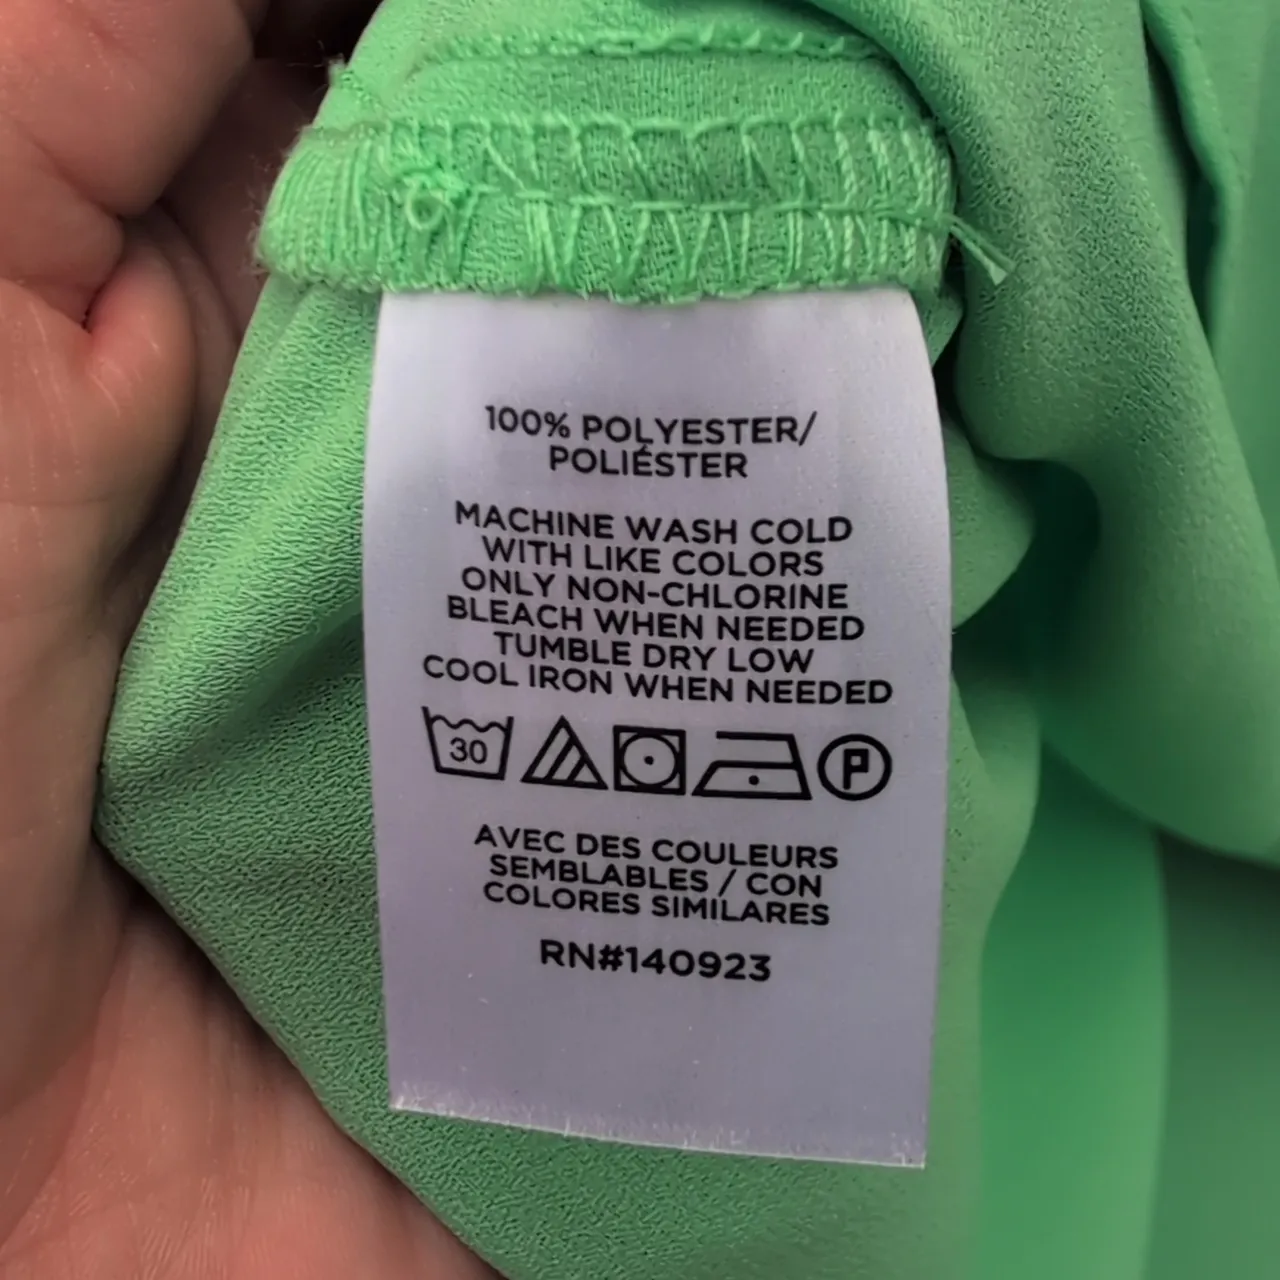 100% POLYESTER/
POLIÉSTER
MACHINE WASH COLD
WITH LIKE COLORS
ONLY NON-CHLORINE
BLEACH WHEN NEEDED
TUMBLE DRY LOW
COOL IRON WHEN NEEDED
30 P
AVEC DES COULEURS
SEMBLABLES / CON
COLORES SIMILARES
RN#140923